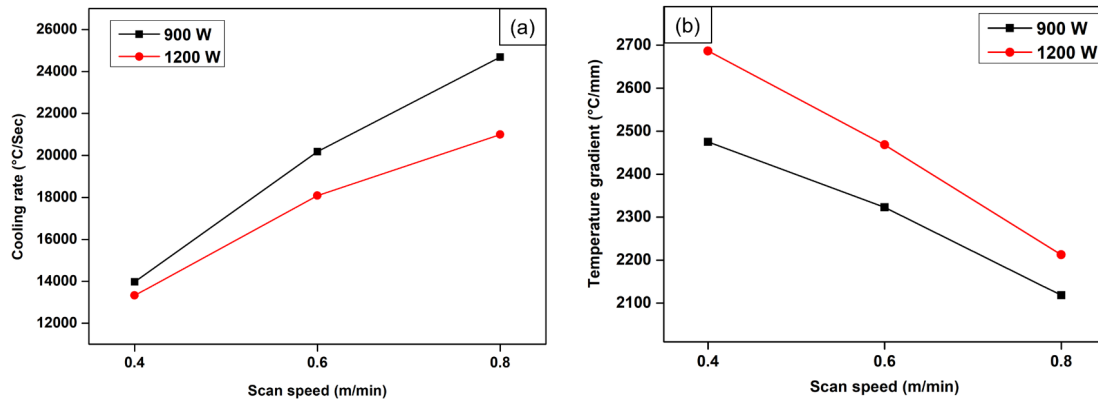 (a)
900 W
1200 W
26000
24000
22000
20000
18000
16000
14000
12000
Cooling rate (°C/Sec)
0.4 0.6 0.8
Scan speed (m/min)
(b)
900 W
1200 W
2700
2600
2500
2400
2300
2200
2100
Temperature gradient (°C/mm)
0.4 0.6 0.8
Scan speed (m/min)